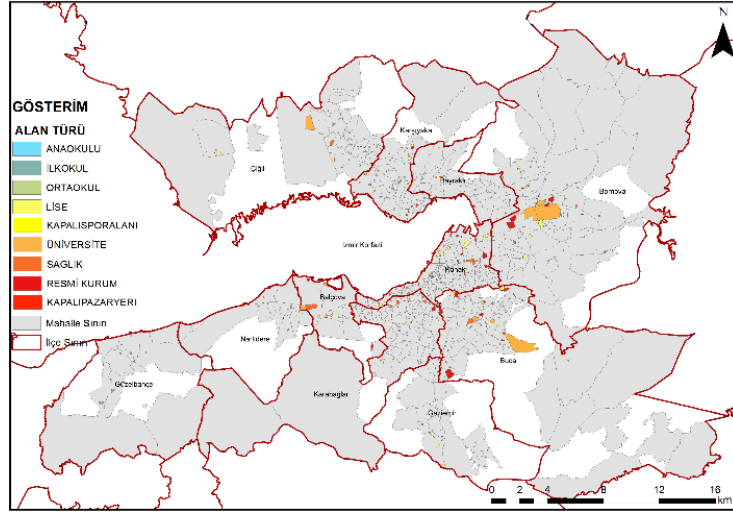 N
GÖSTERİM
ALAN TÜRÜ
ANAOKULU
İLKOKUL
ORTAOKUL
LİSE
KAPALISPORALANI
ÜNİVERSİTE
SAGLIK
RESMİ KURUM
KAPALIPAZARYERI
Mahalle Sınırı
İlçe Sınırı
Karşıyaka
Çiğli
Bayraklı
Bornova
İzmir Körfezi
Konak
Balçova
Narlıdere
Buca
Güzelbahçe
Karabağlar
Gaziemir
0 2 4 8 12 16
km